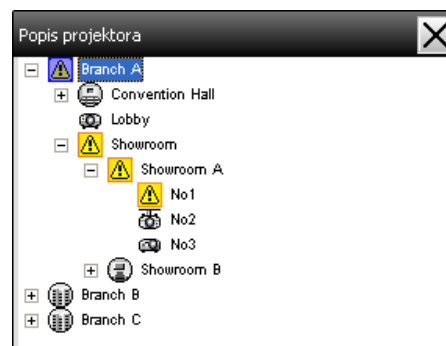 Popis projektora
Branch A
Convention Hall
Lobby
Showroom
Showroom A
No1
No2
No3
Showroom B
Branch B
Branch C